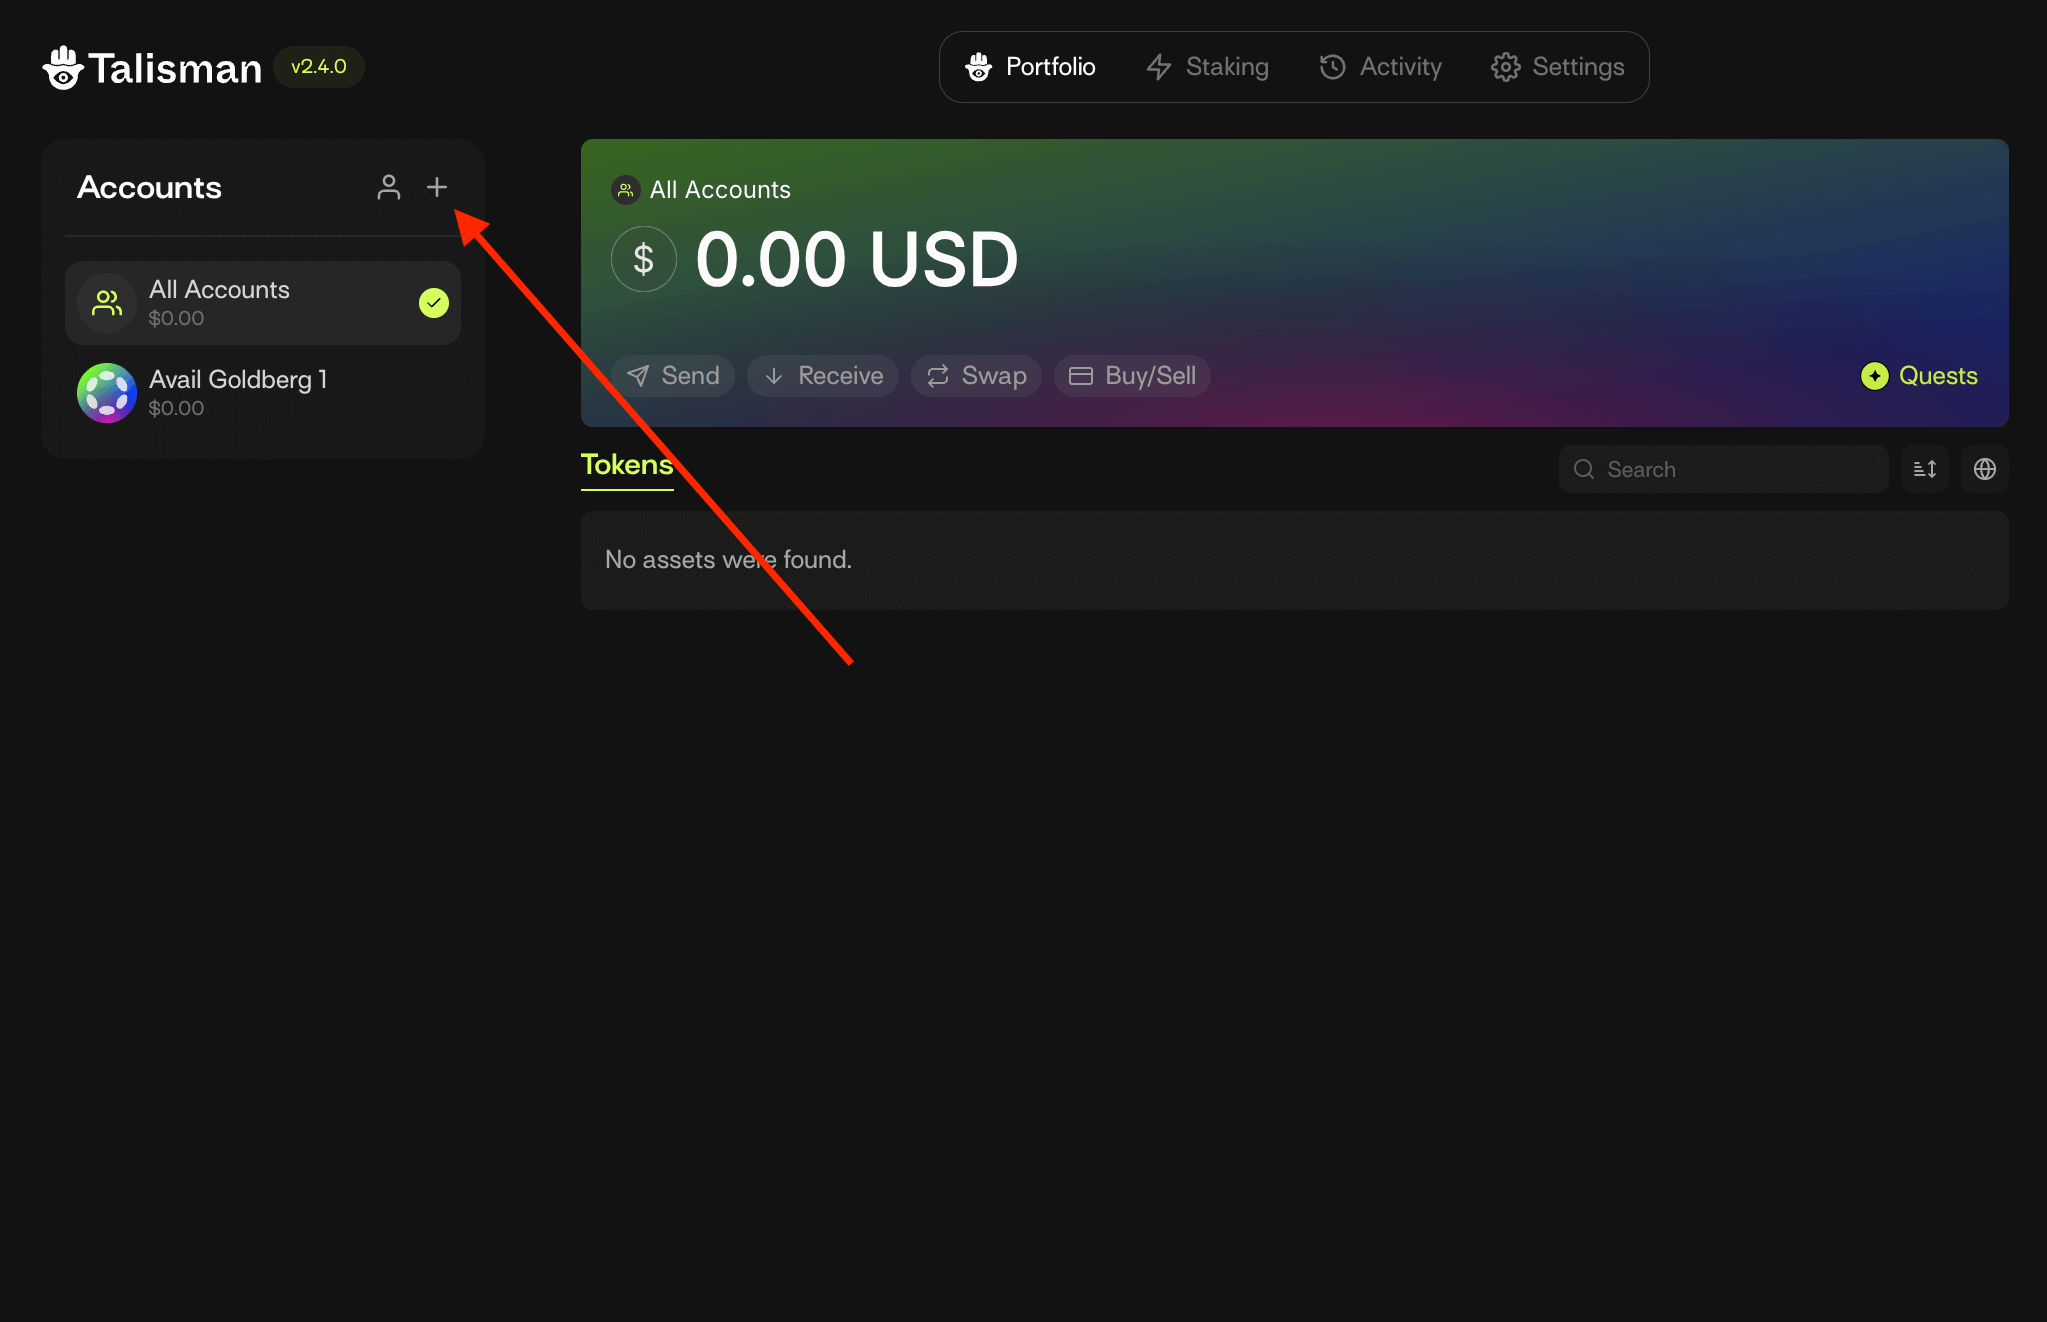 Talisman
v2.4.0
Portfolio
Staking
Activity
Settings
Accounts
All Accounts
$0.00
Avail Goldberg 1
$0.00
All Accounts
$
0.00 USD
Send
Receive
Swap
Buy/Sell
Quests
Tokens
Search
No assets were found.